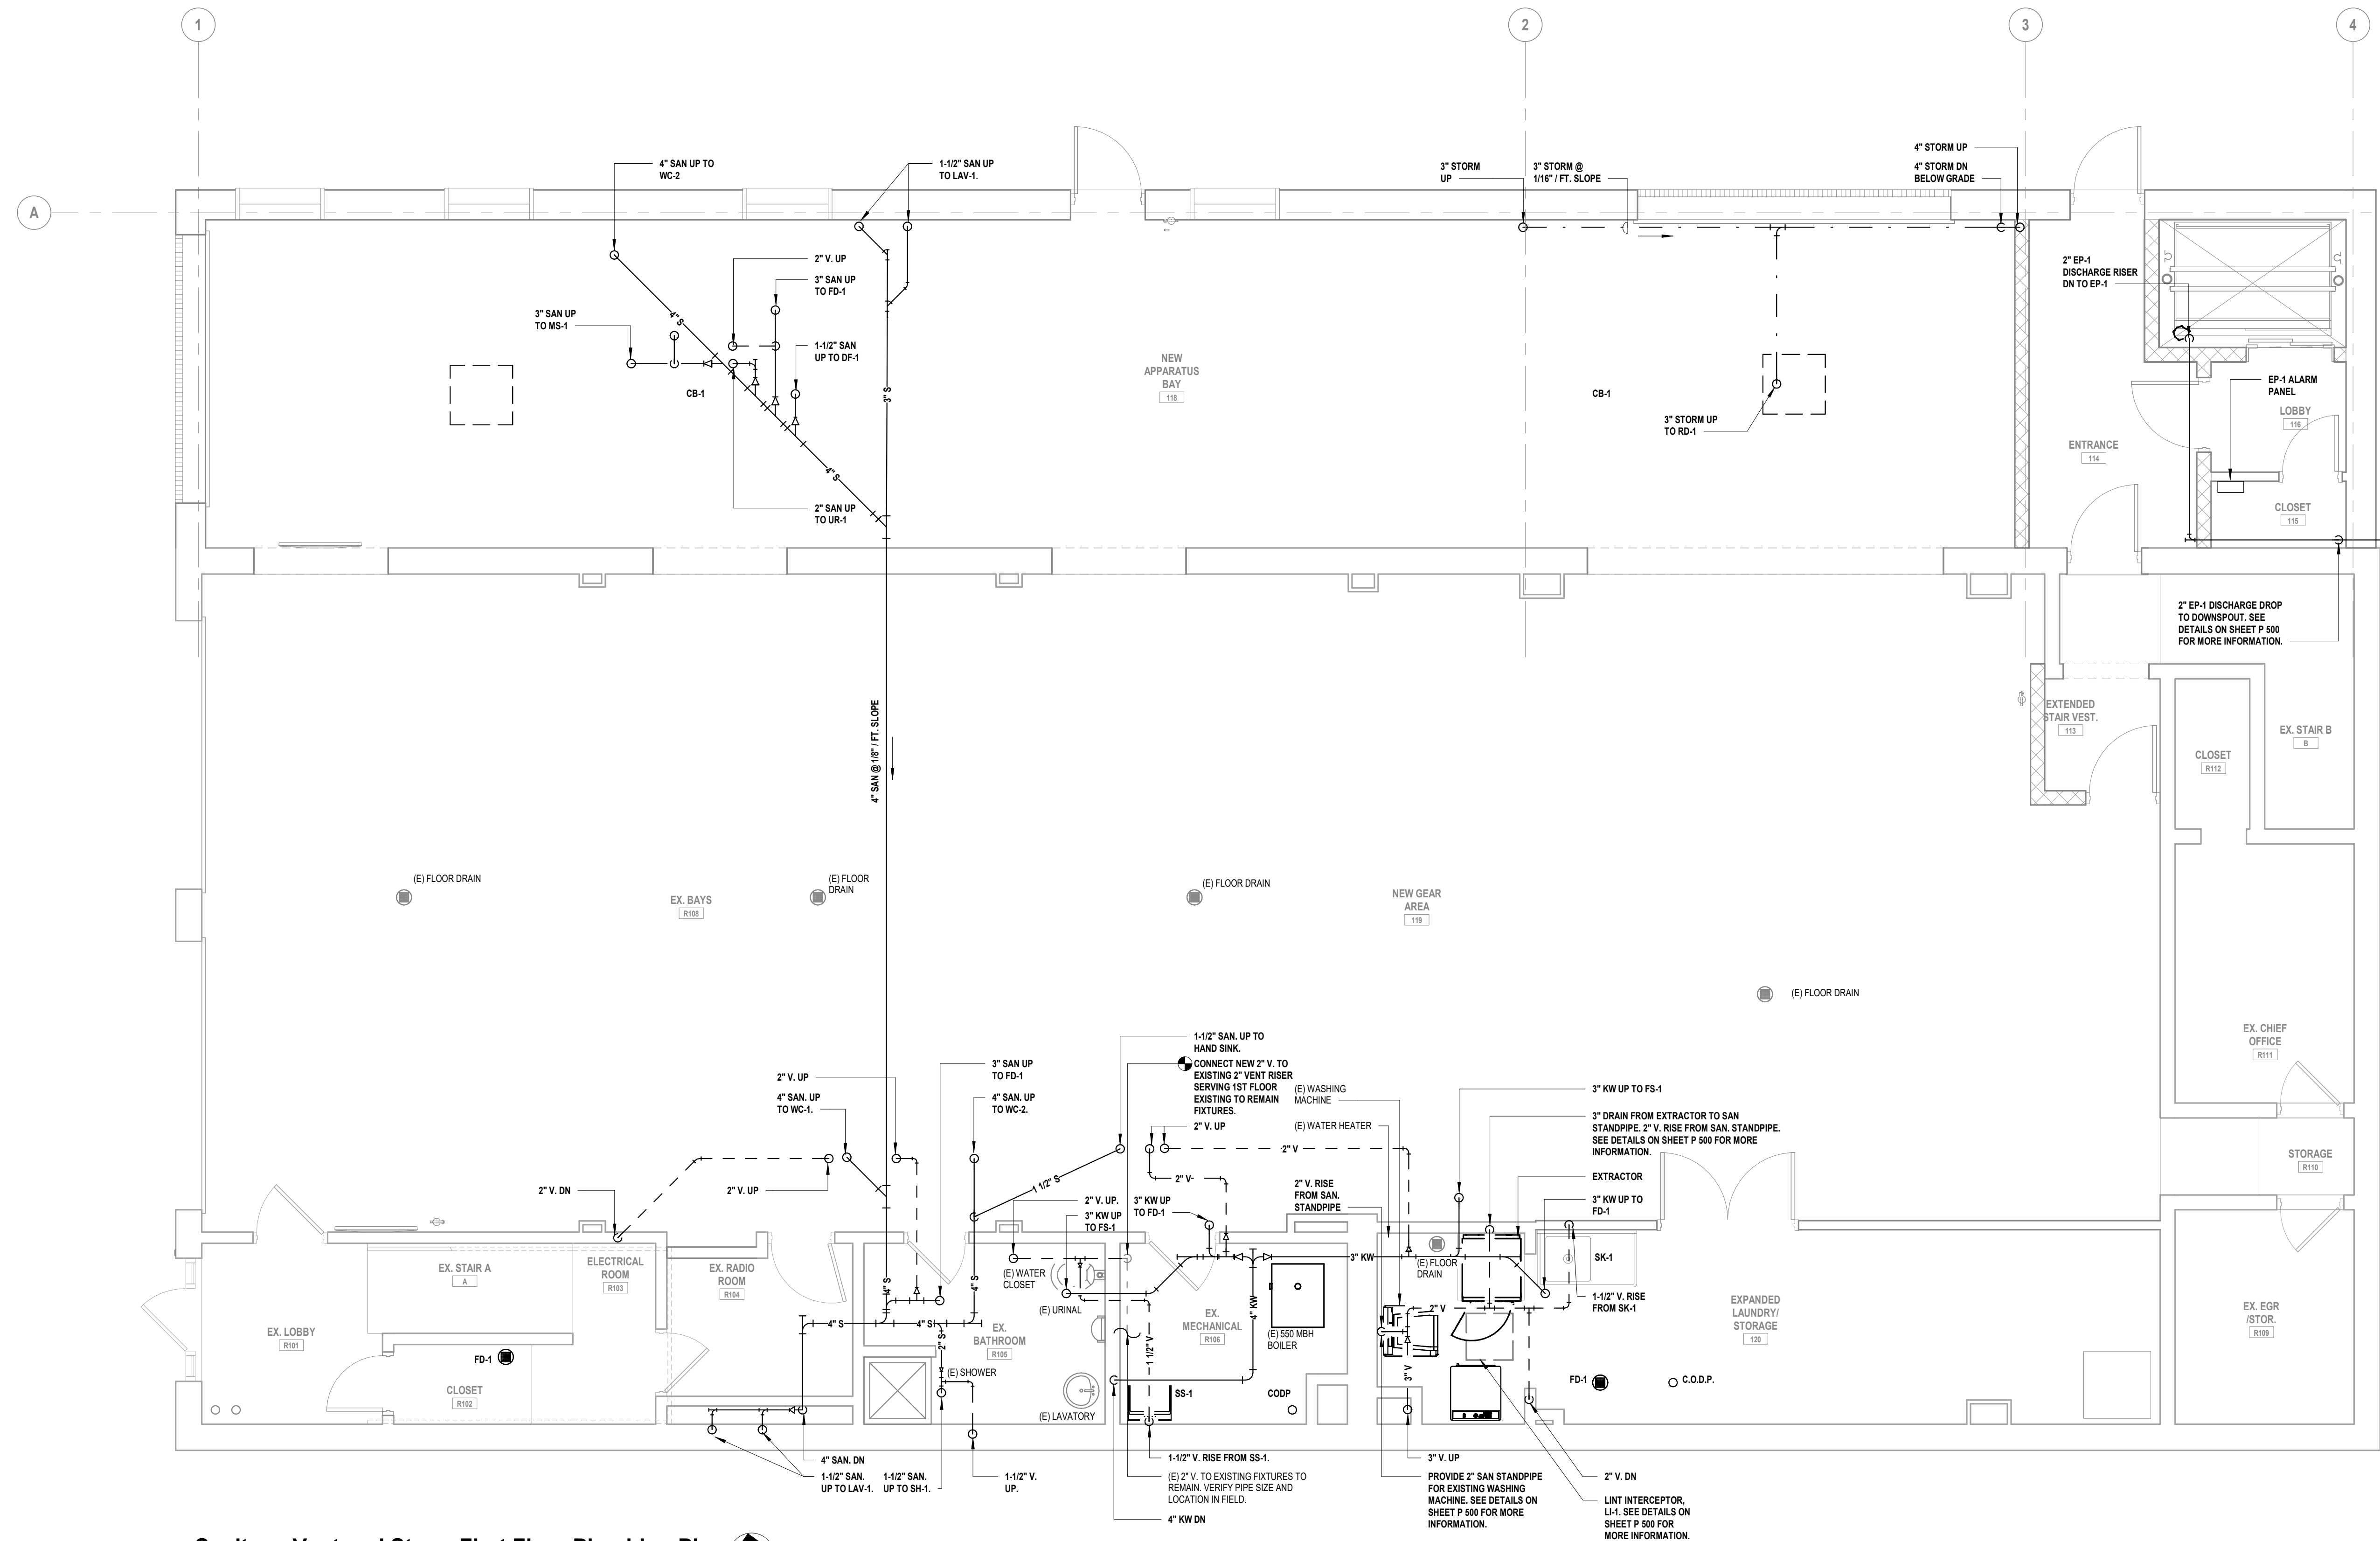 1
2
3
4
A
4" SAN UP TO
WC-2
1-1/2" SAN UP
TO LAV-1.
3" STORM
UP
3" STORM @
1/16" / FT. SLOPE
4" STORM UP
4" STORM DN
BELOW GRADE
2" V. UP
3" SAN UP
TO FD-1
3" SAN UP
TO MS-1
1-1/2" SAN
UP TO DF-1
4" S
CB-1
3" S
4" S
2" SAN UP
TO UR-1
NEW
APPARATUS
BAY
118
CB-1
3" STORM UP
TO RD-1
2" EP-1
DISCHARGE RISER
DN TO EP-1
EP-1 ALARM
PANEL
LOBBY
116
ENTRANCE
114
CLOSET
115
2" EP-1 DISCHARGE DROP
TO DOWNSPOUT. SEE
DETAILS ON SHEET P 500
FOR MORE INFORMATION.
4" SAN @ 1/8" / FT. SLOPE
EXTENDED
STAIR VEST.
113
CLOSET
R112
EX. STAIR B
B
(E) FLOOR DRAIN
(E) FLOOR
DRAIN
(E) FLOOR DRAIN
EX. BAYS
R108
NEW GEAR
AREA
119
(E) FLOOR DRAIN
EX. CHIEF
OFFICE
R111
STORAGE
R110
EX. EGR
/STOR.
R109
2" V. UP
4" SAN. UP
TO WC-1.
3" SAN UP
TO FD-1
4" SAN. UP
TO WC-2.
1-1/2" SAN. UP TO
HAND SINK.
CONNECT NEW 2" V. TO
EXISTING 2" VENT RISER
SERVING 1ST FLOOR
EXISTING TO REMAIN
FIXTURES.
2" V. UP
(E) WASHING
MACHINE
(E) WATER HEATER
3" KW UP TO FS-1
3" DRAIN FROM EXTRACTOR TO SAN
STANDPIPE. 2" V. RISE FROM SAN. STANDPIPE.
SEE DETAILS ON SHEET P 500 FOR MORE
INFORMATION.
EXTRACTOR
3" KW UP TO
FD-1
2" V. DN
2" V. UP
1 1/2" S
2" V
2" V
2" V. UP.
3" KW UP
TO FS-1
3" KW UP
TO FD-1
2" V. RISE
FROM SAN.
STANDPIPE
EX. STAIR A
A
ELECTRICAL
ROOM
R103
EX. RADIO
ROOM
R104
EX. LOBBY
R101
FD-1
CLOSET
R102
4" S
4" S
4" S
4" S
2" S
(E) WATER
CLOSET
(E) URINAL
EX.
BATHROOM
R105
(E) SHOWER
(E) LAVATORY
EX.
MECHANICAL
R106
4" KW
3" KW
(E) 550 MBH
BOILER
1 1/2" V
SS-1
CODP
(E) FLOOR
DRAIN
2" V
3" V
SK-1
1-1/2" V. RISE
FROM SK-1
EXPANDED
LAUNDRY/
STORAGE
120
FD-1
C.O.D.P.
4" SAN. DN
1-1/2" SAN.
UP TO LAV-1.
1-1/2" SAN.
UP TO SH-1.
1-1/2" V.
UP.
1-1/2" V. RISE FROM SS-1.
(E) 2" V. TO EXISTING FIXTURES TO
REMAIN. VERIFY PIPE SIZE AND
LOCATION IN FIELD.
4" KW DN
3" V. UP
PROVIDE 2" SAN STANDPIPE
FOR EXISTING WASHING
MACHINE. SEE DETAILS ON
SHEET P 500 FOR MORE
INFORMATION.
2" V. DN
LINT INTERCEPTOR,
LI-1. SEE DETAILS ON
SHEET P 500 FOR
MORE INFORMATION.